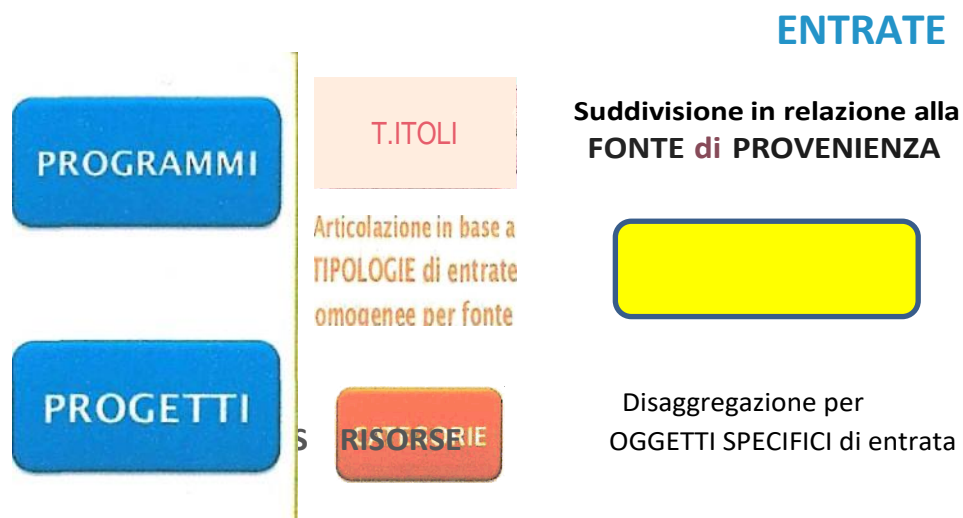 ENTRATE
PROGRAMMI
T.ITOLI
Suddivisione in relazione alla
FONTE di PROVENIENZA
Articolazione in base a
TIPOLOGIE di entrate
omogenee per fonte
PROGETTI
S RISORSE
RIE
Disaggregazione per
OGGETTI SPECIFICI di entrata